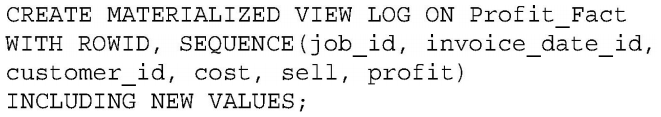 CREATE MATERIALIZED VIEW LOG ON Profit_Fact
WITH ROWID, SEQUENCE(job_id, invoice_date_id,
customer_id, cost, sell, profit)
INCLUDING NEW VALUES;